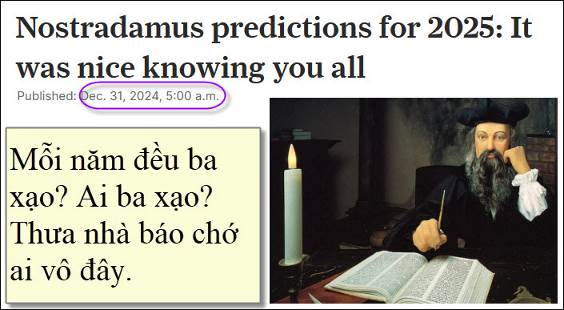 Nostradamus predictions for 2025: It
was nice knowing you all
Published: Dec. 31, 2024, 5:00 a.m.
Mỗi năm đều ba
xạo? Ai ba xạo?
Thưa nhà báo chớ
ai vô đây.